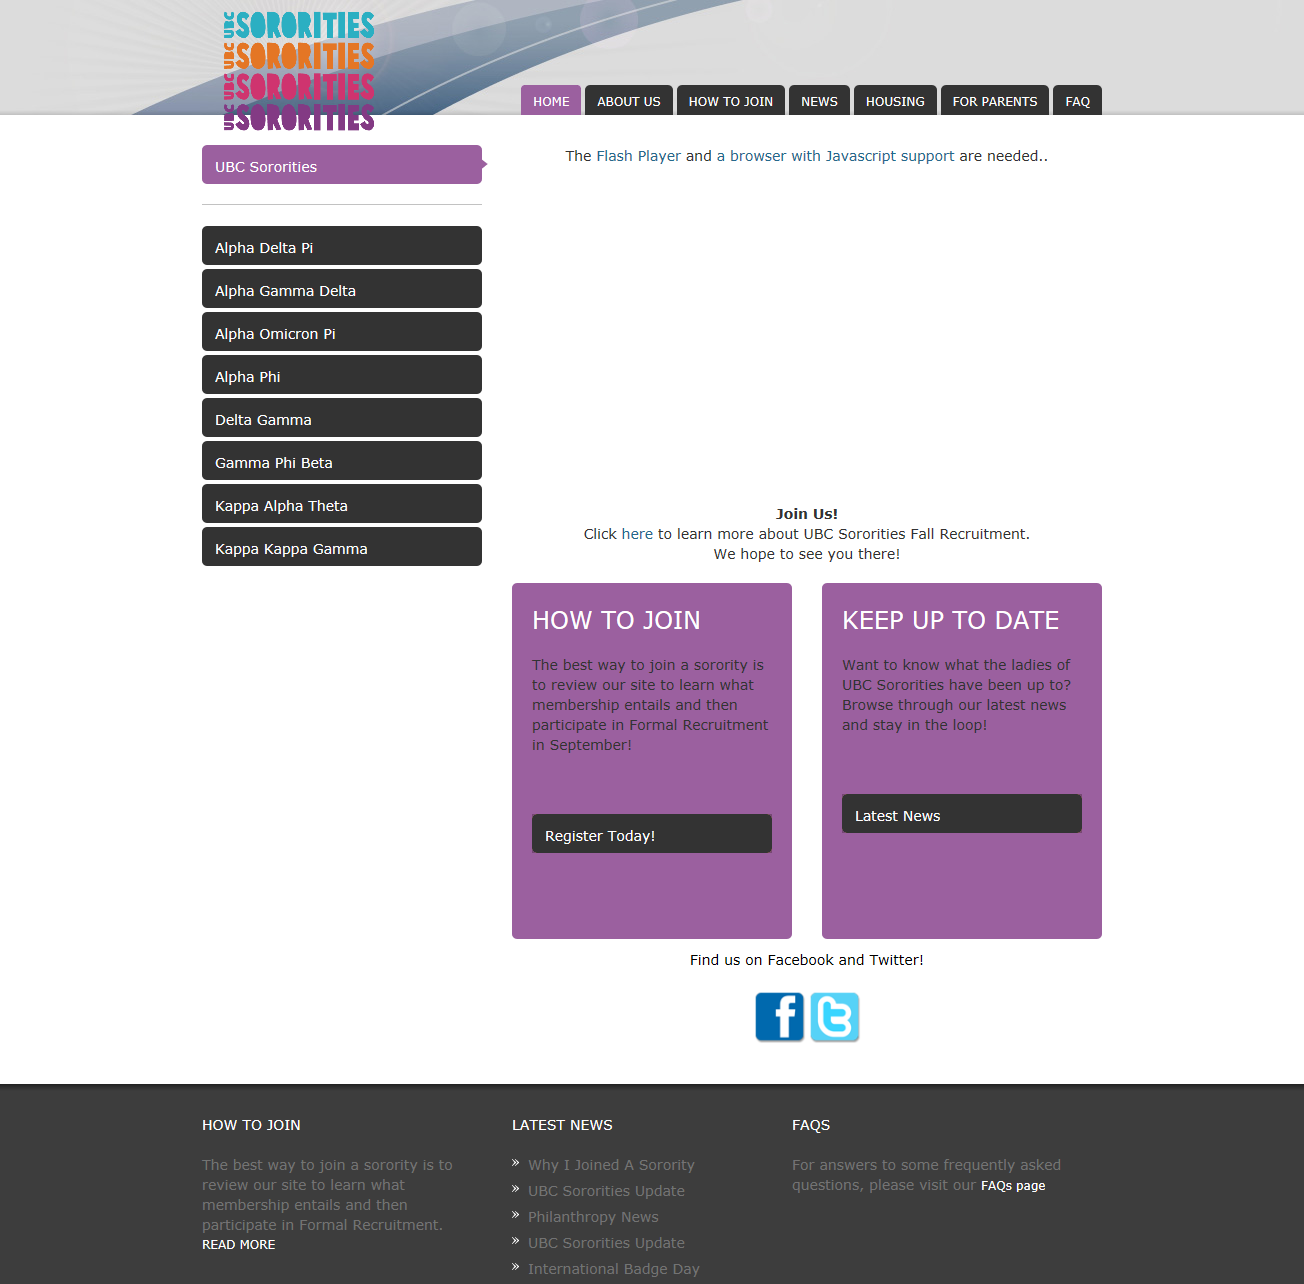 UBC SORORITIES
UBC SORORITIES
UBC SORORITIES
UBC SORORITIES
HOME
ABOUT US
HOW TO JOIN
NEWS
HOUSING
FOR PARENTS
FAQ
UBC Sororities
Alpha Delta Pi
Alpha Gamma Delta
Alpha Omicron Pi
Alpha Phi
Delta Gamma
Gamma Phi Beta
Kappa Alpha Theta
Kappa Kappa Gamma
The Flash Player and a browser with Javascript support are needed..
Join Us!
Click here to learn more about UBC Sororities Fall Recruitment.
We hope to see you there!
HOW TO JOIN
The best way to join a sorority is
to review our site to learn what
membership entails and then
participate in Formal Recruitment
in September!
Register Today!
KEEP UP TO DATE
Want to know what the ladies of
UBC Sororities have been up to?
Browse through our latest news
and stay in the loop!
Latest News
Find us on Facebook and Twitter!
f
t
HOW TO JOIN
The best way to join a sorority is to
review our site to learn what
membership entails and then
participate in Formal Recruitment.
READ MORE
LATEST NEWS
» Why I Joined A Sorority
» UBC Sororities Update
» Philanthropy News
» UBC Sororities Update
» International Badge Day
FAQS
For answers to some frequently asked
questions, please visit our FAQs page